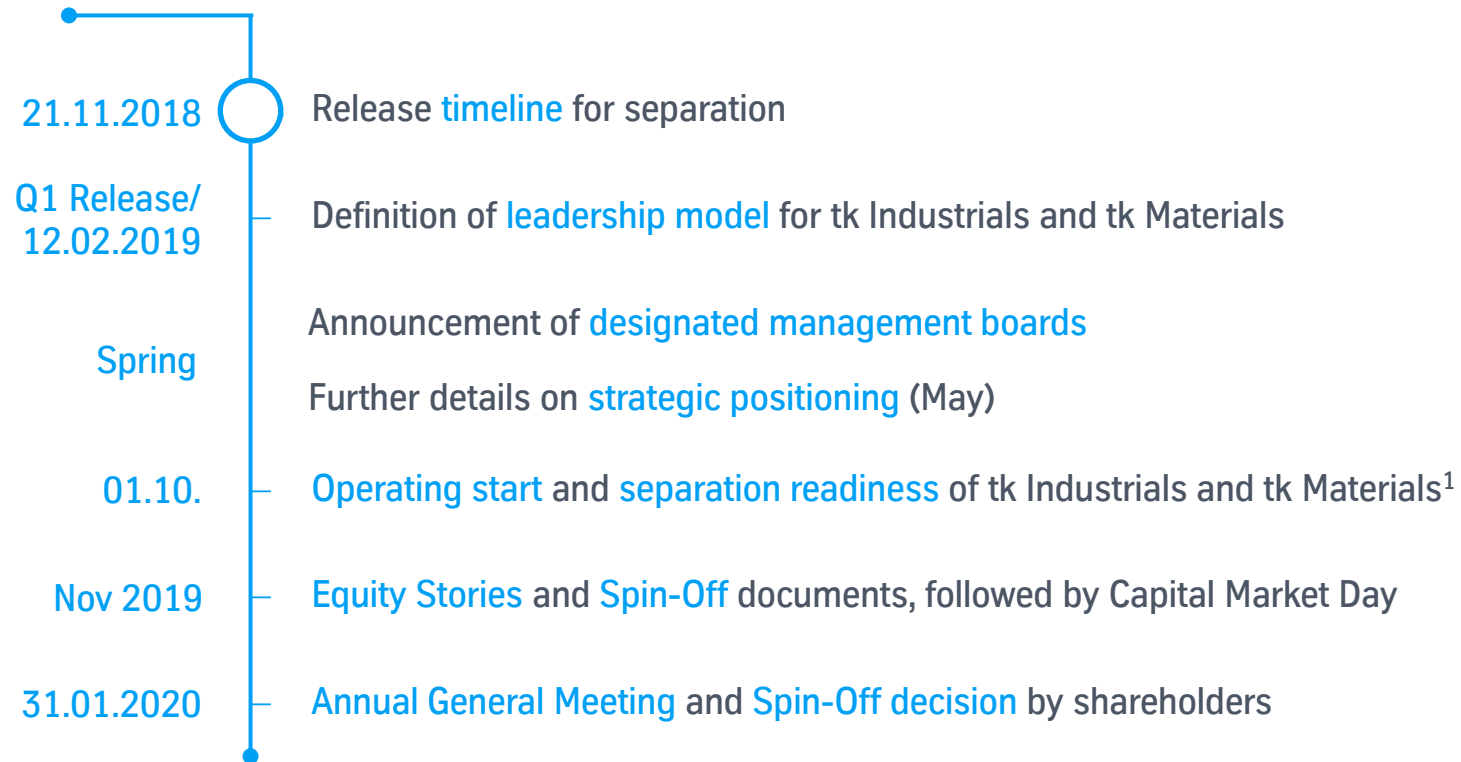 21.11.2018
Release timeline for separation
Q1 Release/
12.02.2019
Definition of leadership model for tk Industrials and tk Materials
Spring
Announcement of designated management boards
Further details on strategic positioning (May)
01.10.
Operating start and separation readiness of tk Industrials and tk Materials¹
Nov 2019
Equity Stories and Spin-Off documents, followed by Capital Market Day
31.01.2020
Annual General Meeting and Spin-Off decision by shareholders